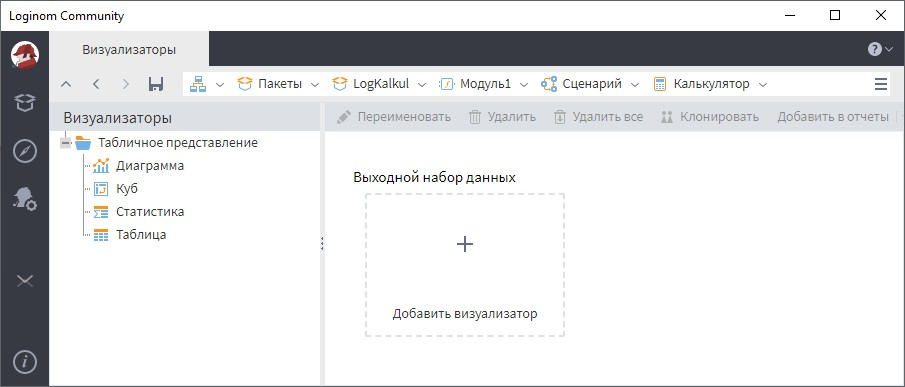 Loginom Community
Визуализаторы
?
Пакеты LogKalkul Модуль1 Сценарий Калькулятор
Визуализаторы
Переименовать Удалить Удалить все Клонировать Добавить в отчеты
Табличное представление
Диаграмма
Куб
Статистика
Таблица
Выходной набор данных
+
Добавить визуализатор
i